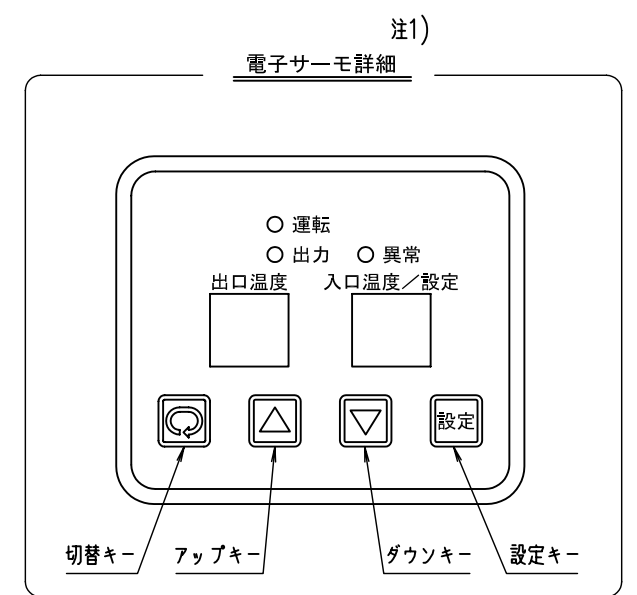 注1)
電子サーモ詳細
運転
出力 異常
出口温度 入口温度／設定
設定
切替キー アップキー ダウンキー 設定キー